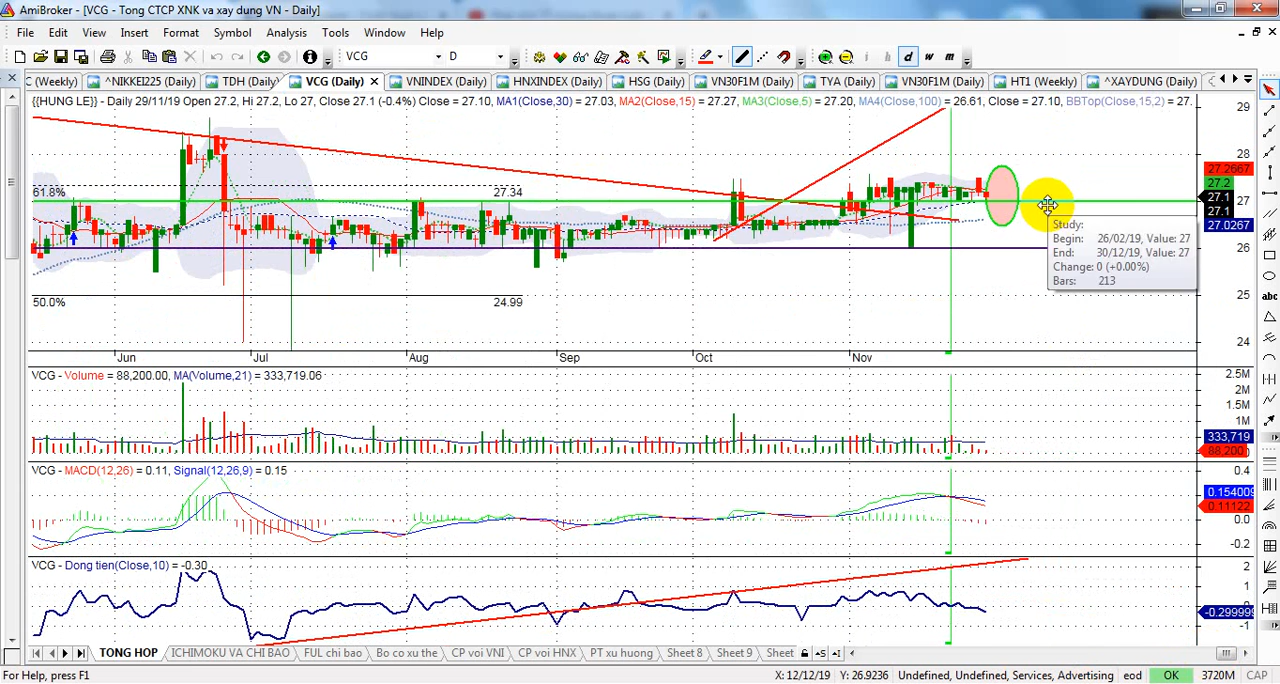 AmiBroker - [VCG - Tong CTCP XNK va xay dung VN - Daily]
File Edit View Insert Format Symbol Analysis Tools Window Help
VCG D d w m
C (Weekly) ^NIKKE225 (Daily) TDH (Daily) VCG (Daily) VNINDEX (Daily) HNXINDEX (Daily) HSG (Daily) VN30F1M (Daily) TYA (Daily) VN30F1M (Daily) HT1 (Weekly) ^XAYDUNG (Daily)
{{HUNG LE}} - Daily 29/11/19 Open 27.2, Hi 27.2, Lo 27, Close 27.1 (-0.4%) Close = 27.10, MA1(Close,30) = 27.03, MA2(Close,15) = 27.27, MA3(Close,5) = 27.20, MA4(Close,100) = 26.61, Close = 27.10, BBTop(Close,15,2) = 27.
29
28
27.2667
27.2
27.1
27.1
27.0267
27
26
25
24
61.8% 27.34
50.0% 24.99
Study:
Begin: 26/02/19, Value: 27
End: 30/12/19, Value: 27
Change: 0 (+0.00%)
Bars: 213
Jun Jul Aug Sep Oct Nov
VCG - Volume = 88,200.00, MA(Volume,21) = 333,719.06
2.5M
2M
1.5M
1M
333,719
88,200
VCG - MACD(12,26) = 0.11, Signal(12,26,9) = 0.15
0.4
0.154009
0.11122
0.0
-0.2
VCG - Dong tien(Close,10) = -0.30
2
1
-0.299999
-1
abc
TONG HOP ICHIMOKU VA CHI BAO FUL chi bao Bo co xu the CP voi VNI CP voi HNX PT xu huong Sheet 8 Sheet 9 Sheet
For Help, press F1 X: 12/12/19 Y: 26.9236 Undefined, Undefined, Services, Advertising eod OK 3720M CAP